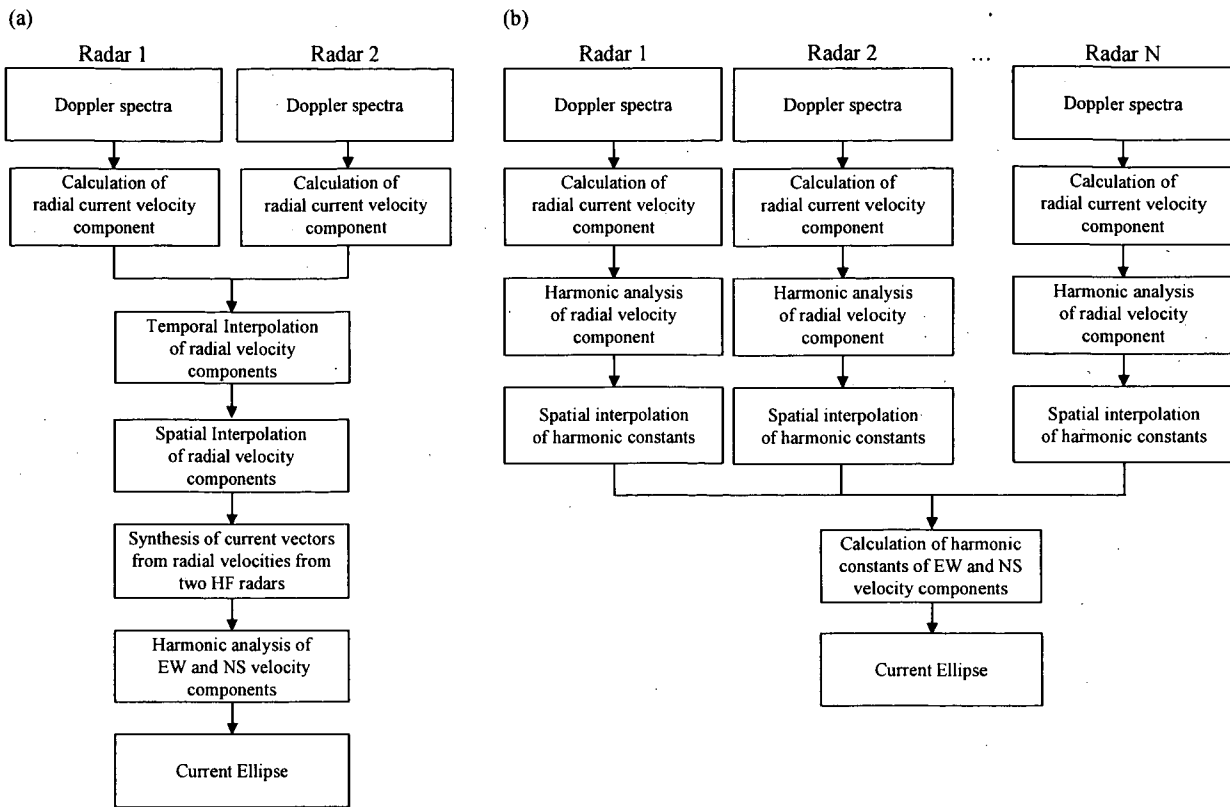 (a)
Radar 1
Radar 2
Doppler spectra
Doppler spectra
Calculation of
radial current velocity
component
Calculation of
radial current velocity
component
Temporal Interpolation
of radial velocity
components
Spatial Interpolation
of radial velocity
components
Synthesis of current vectors
from radial velocities from
two HF radars
Harmonic analysis of
EW and NS velocity
components
Current Ellipse
(b)
Radar 1
Radar 2
...
Radar N
Doppler spectra
Doppler spectra
Doppler spectra
Calculation of
radial current velocity
component
Calculation of
radial current velocity
component
Calculation of
radial current velocity
component
Harmonic analysis
of radial velocity
component
Harmonic analysis
of radial velocity
component
Harmonic analysis
of radial velocity
component
Spatial interpolation
of harmonic constants
Spatial interpolation
of harmonic constants
Spatial interpolation
of harmonic constants
Calculation of harmonic
constants of EW and NS
velocity components
Current Ellipse